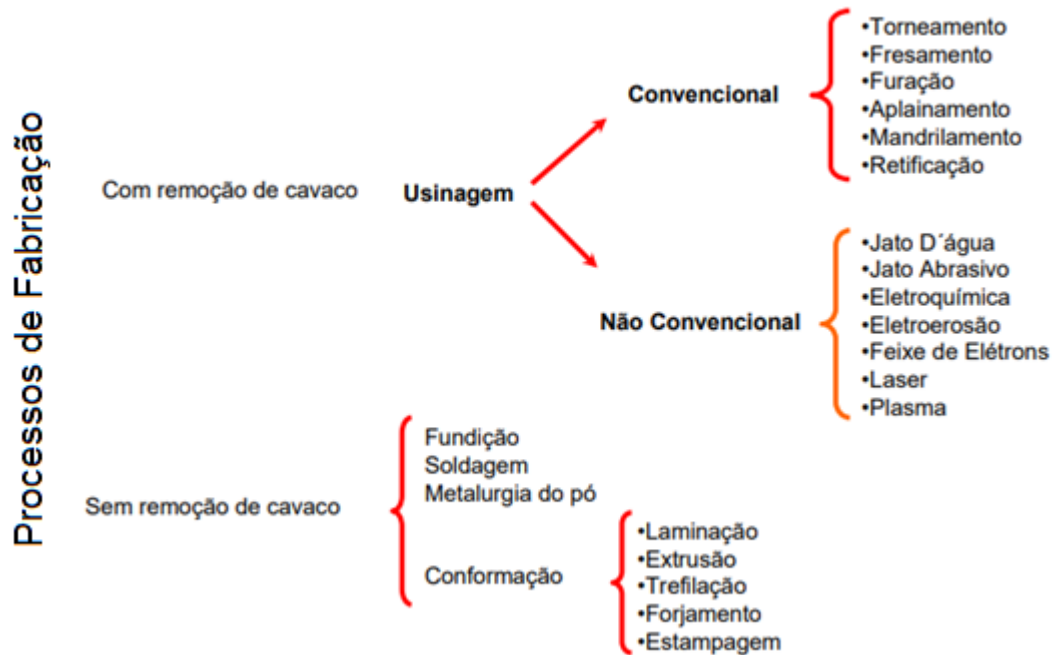 Processos de Fabricação
Com remoção de cavaco
Usinagem
Convencional
•Torneamento
•Fresamento
•Furação
•Aplainamento
•Mandrilamento
•Retificação
Não Convencional
•Jato D´água
•Jato Abrasivo
•Eletroquímica
•Eletroerosão
•Feixe de Elétrons
•Laser
•Plasma
Sem remoção de cavaco
Fundição
Soldagem
Metalurgia do pó
Conformação
•Laminação
•Extrusão
•Trefilação
•Forjamento
•Estampagem